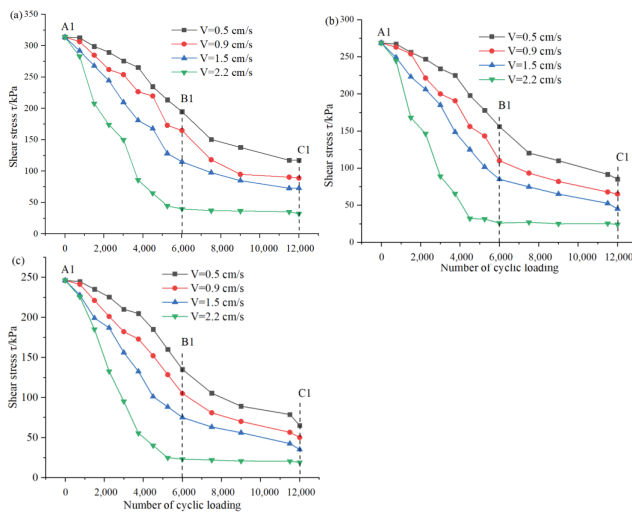 (a)
A1
V=0.5 cm/s
V=0.9 cm/s
V=1.5 cm/s
V=2.2 cm/s
B1
C1
Shear stress τ/kPa
350
300
250
200
150
100
50
0
0 2,000 4,000 6,000 8,000 10,000 12,000
(b)
A1
V=0.5 cm/s
V=0.9 cm/s
V=1.5 cm/s
V=2.2 cm/s
B1
C1
Shear stress τ/kPa
300
250
200
150
100
50
0
0 2,000 4,000 6,000 8,000 10,000 12,000
Number of cyclic loading
(c)
A1
V=0.5 cm/s
V=0.9 cm/s
V=1.5 cm/s
V=2.2 cm/s
B1
C1
Shear stress τ/kPa
250
200
150
100
50
0
0 2,000 4,000 6,000 8,000 10,000 12,000
Number of cyclic loading